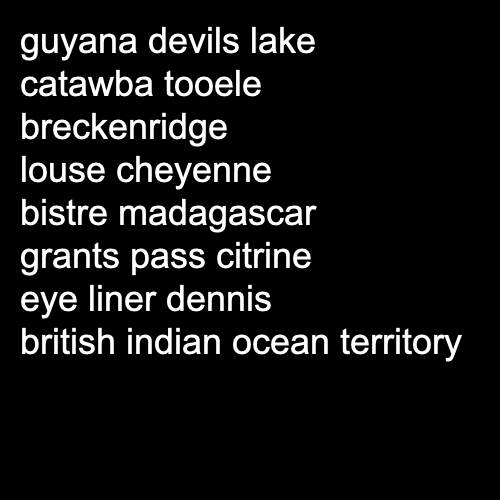 guyana devils lake
catawba tooele
breckenridge
louse cheyenne
bistre madagascar
grants pass citrine
eye liner dennis
british indian ocean territory